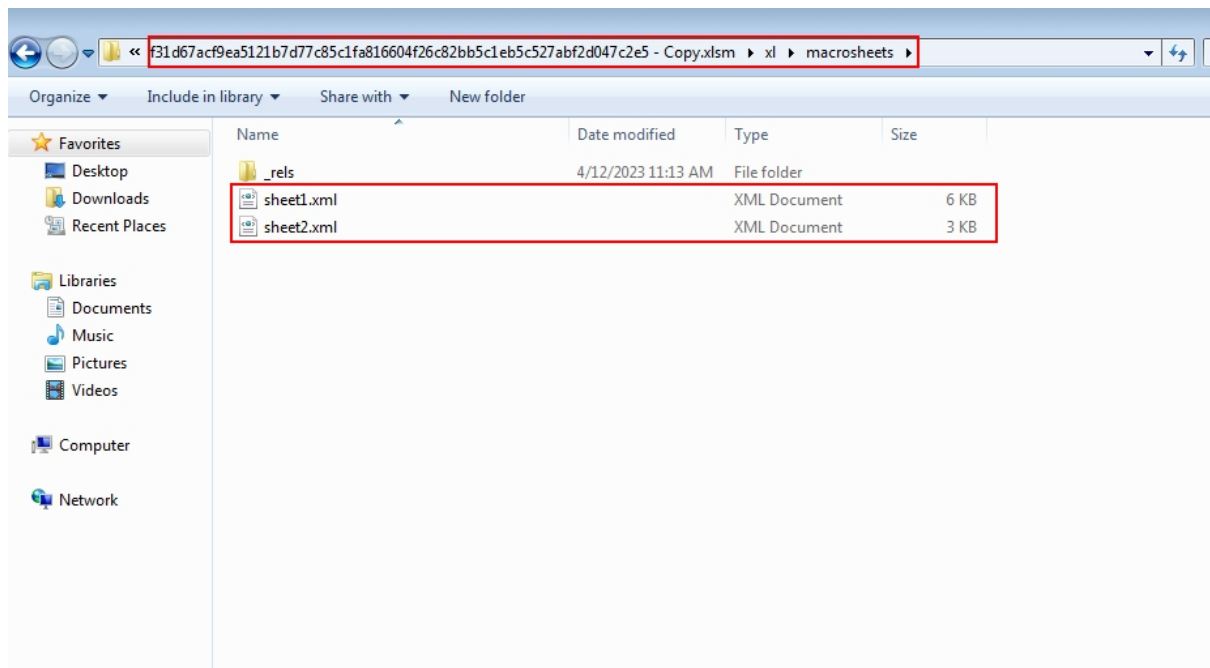 « f31d67acf9ea5121b7d77c85c1fa816604f26c82bb5c1eb5c527abf2d047c2e5 - Copy.xlsm ▸ xl ▸ macrosheets ▸
Organize Include in library Share with New folder
Favorites
Desktop
Downloads
Recent Places
Libraries
Documents
Music
Pictures
Videos
Computer
Network
Name Date modified Type Size
_rels 4/12/2023 11:13 AM File folder
sheet1.xml XML Document 6 KB
sheet2.xml XML Document 3 KB